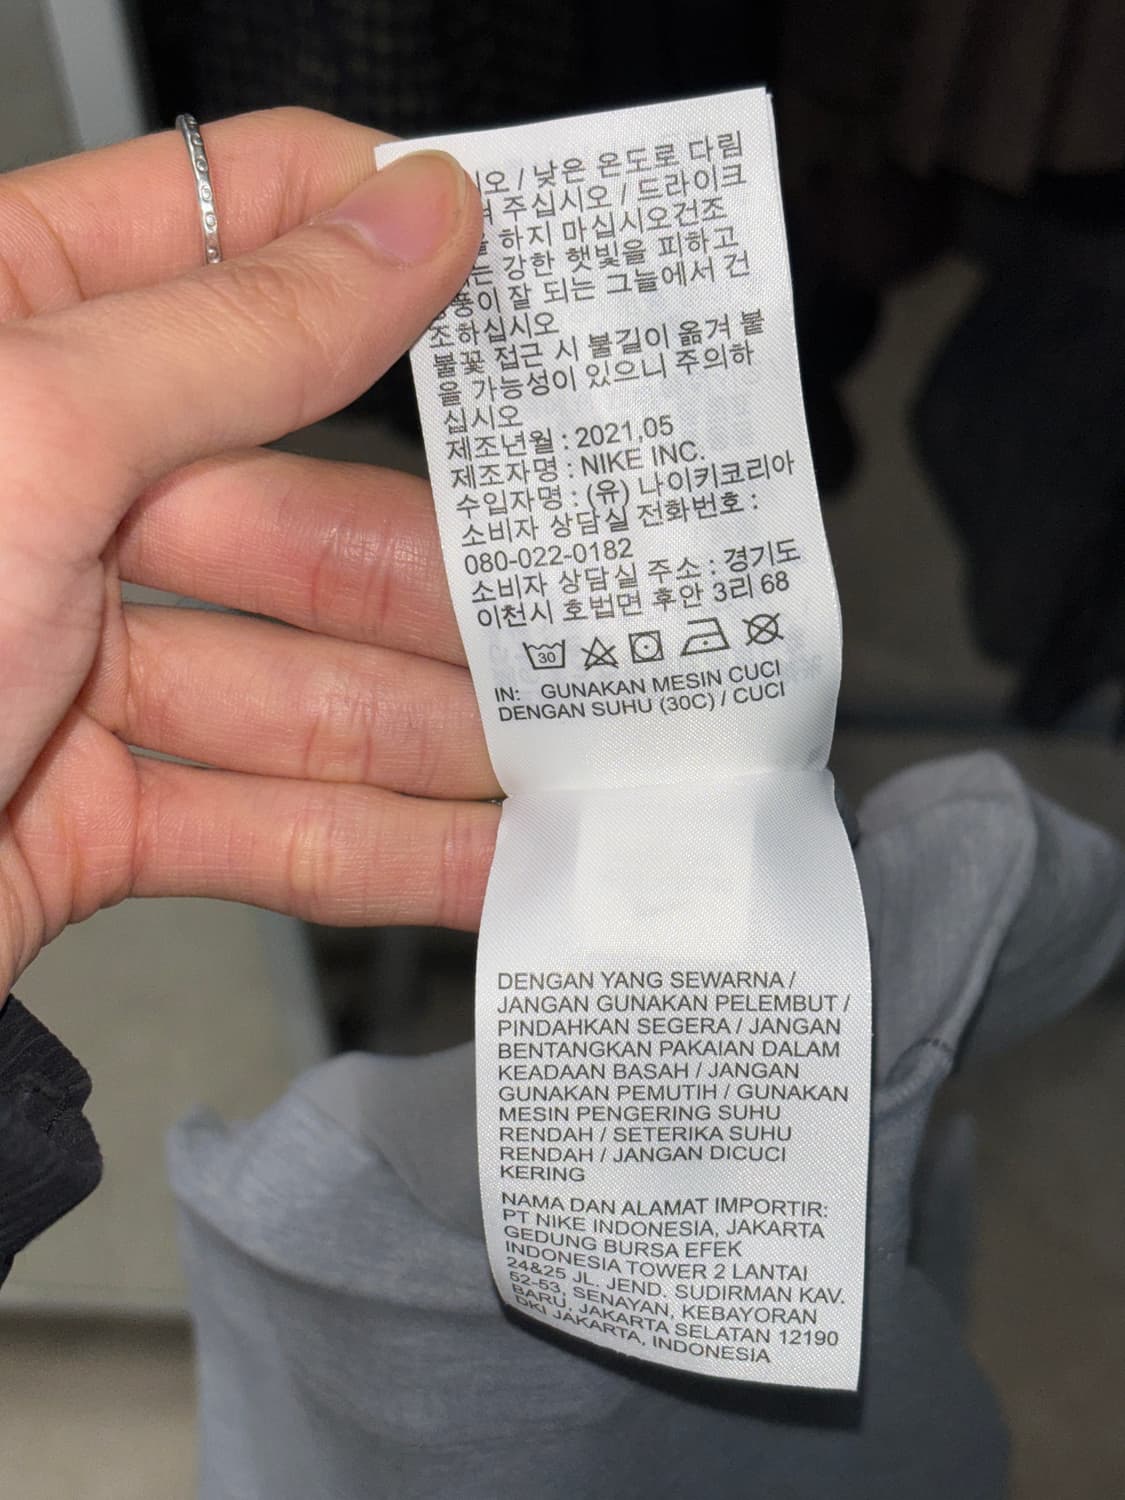 오 / 낮은 온도로 다림
주십시오 / 드라이크
하지 마십시오건조
강한 햇빛을 피하고
이 잘 되는 그늘에서 건
조하십시오
불꽃 접근 시 불길이 옮겨 붙
을 가능성이 있으니 주의하
십시오
제조년월 : 2021,05
제조자명 : NIKE INC.
수입자명 : (유) 나이키코리아
소비자 상담실 전화번호 :
080-022-0182
소비자 상담실 주소 : 경기도
이천시 호법면 후안 3리 68
30
IN: GUNAKAN MESIN CUCI
DENGAN SUHU (30C) / CUCI
DENGAN YANG SEWARNA /
JANGAN GUNAKAN PELEMBUT /
PINDAHKAN SEGERA / JANGAN
BENTANGKAN PAKAIAN DALAM
KEADAAN BASAH / JANGAN
GUNAKAN PEMUTIH / GUNAKAN
MESIN PENGERING SUHU
RENDAH / SETERIKA SUHU
RENDAH / JANGAN DICUCI
KERING
NAMA DAN ALAMAT IMPORTIR:
PT NIKE INDONESIA, JAKARTA
GEDUNG BURSA EFEK
INDONESIA TOWER 2 LANTAI
24&25 JL. JEND. SUDIRMAN KAV.
52-53, SENAYAN, KEBAYORAN
BARU, JAKARTA SELATAN 12190
DKI JAKARTA, INDONESIA